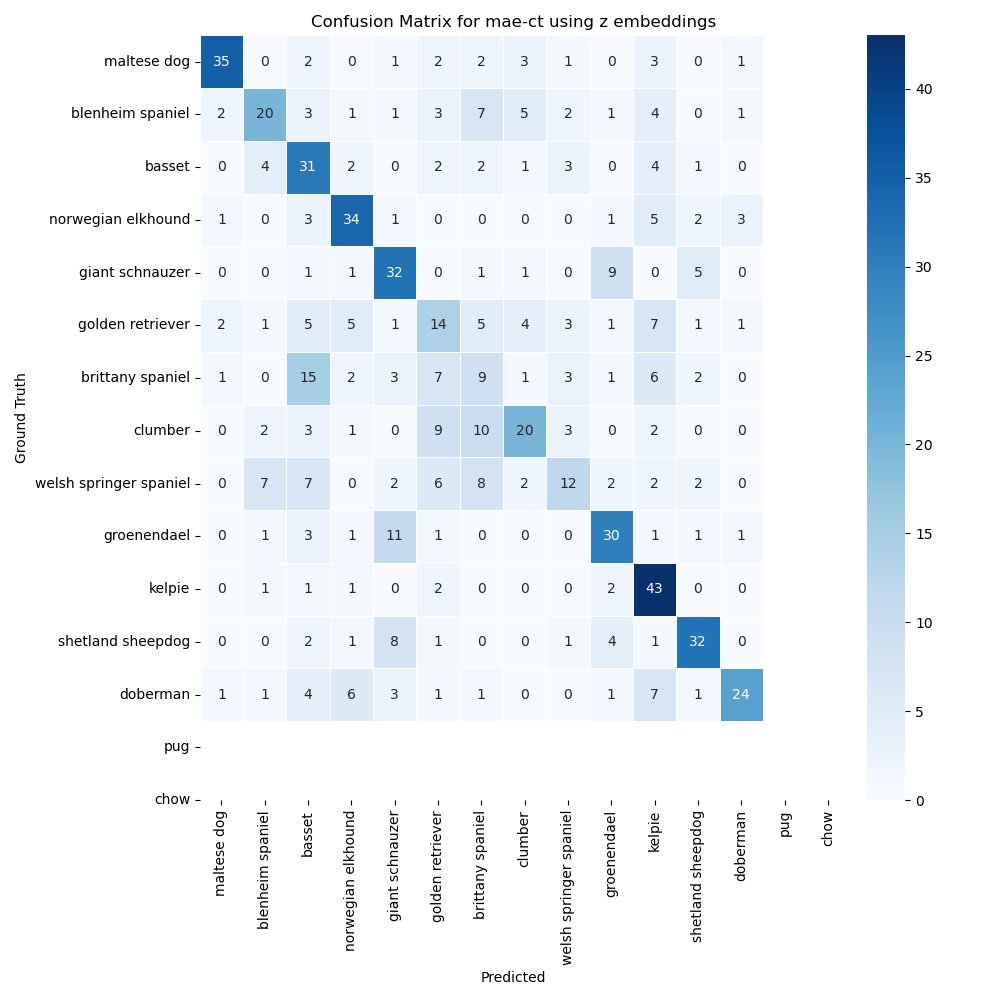 Confusion Matrix for mae-ct using z embeddings
maltese dog 35 0 2 0 1 2 2 3 1 0 3 0 1
blenheim spaniel 2 20 3 1 1 3 7 5 2 1 4 0 1
basset 0 4 31 2 0 2 2 1 3 0 4 1 0
norwegian elkhound 1 0 3 34 1 0 0 0 0 1 5 2 3
giant schnauzer 0 0 1 1 32 0 1 1 0 9 0 5 0
golden retriever 2 1 5 5 1 14 5 4 3 1 7 1 1
brittany spaniel 1 0 15 2 3 7 9 1 3 1 6 2 0
clumber 0 2 3 1 0 9 10 20 3 0 2 0 0
welsh springer spaniel 0 7 7 0 2 6 8 2 12 2 2 2 0
groenendael 0 1 3 1 11 1 0 0 0 30 1 1 1
kelpie 0 1 1 1 0 2 0 0 0 2 43 0 0
shetland sheepdog 0 0 2 1 8 1 0 0 1 4 1 32 0
doberman 1 1 4 6 3 1 1 0 0 1 7 1 24
pug
chow
Ground Truth
maltese dog
blenheim spaniel
basset
norwegian elkhound
giant schnauzer
golden retriever
brittany spaniel
clumber
welsh springer spaniel
groenendael
kelpie
shetland sheepdog
doberman
pug
chow
Predicted
40
35
30
25
20
15
10
5
0